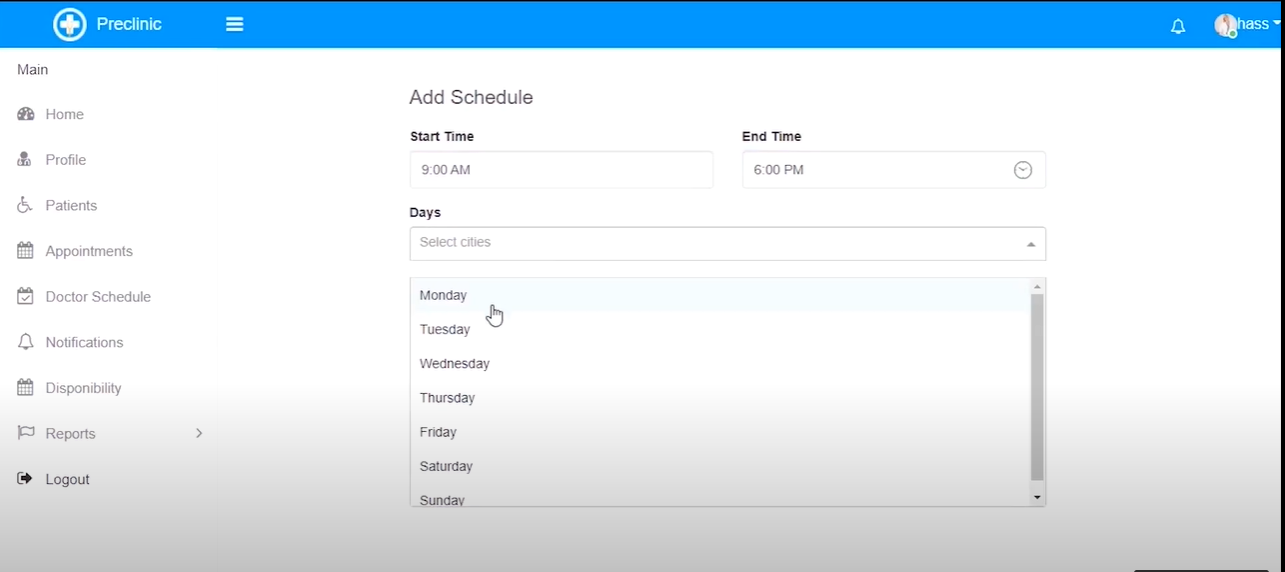 Preclinic
hass
Main
Home
Profile
Patients
Appointments
Doctor Schedule
Notifications
Disponibility
Reports
Logout
Add Schedule
Start Time
End Time
9:00 AM
6:00 PM
Days
Select cities
Monday
Tuesday
Wednesday
Thursday
Friday
Saturday
Sunday